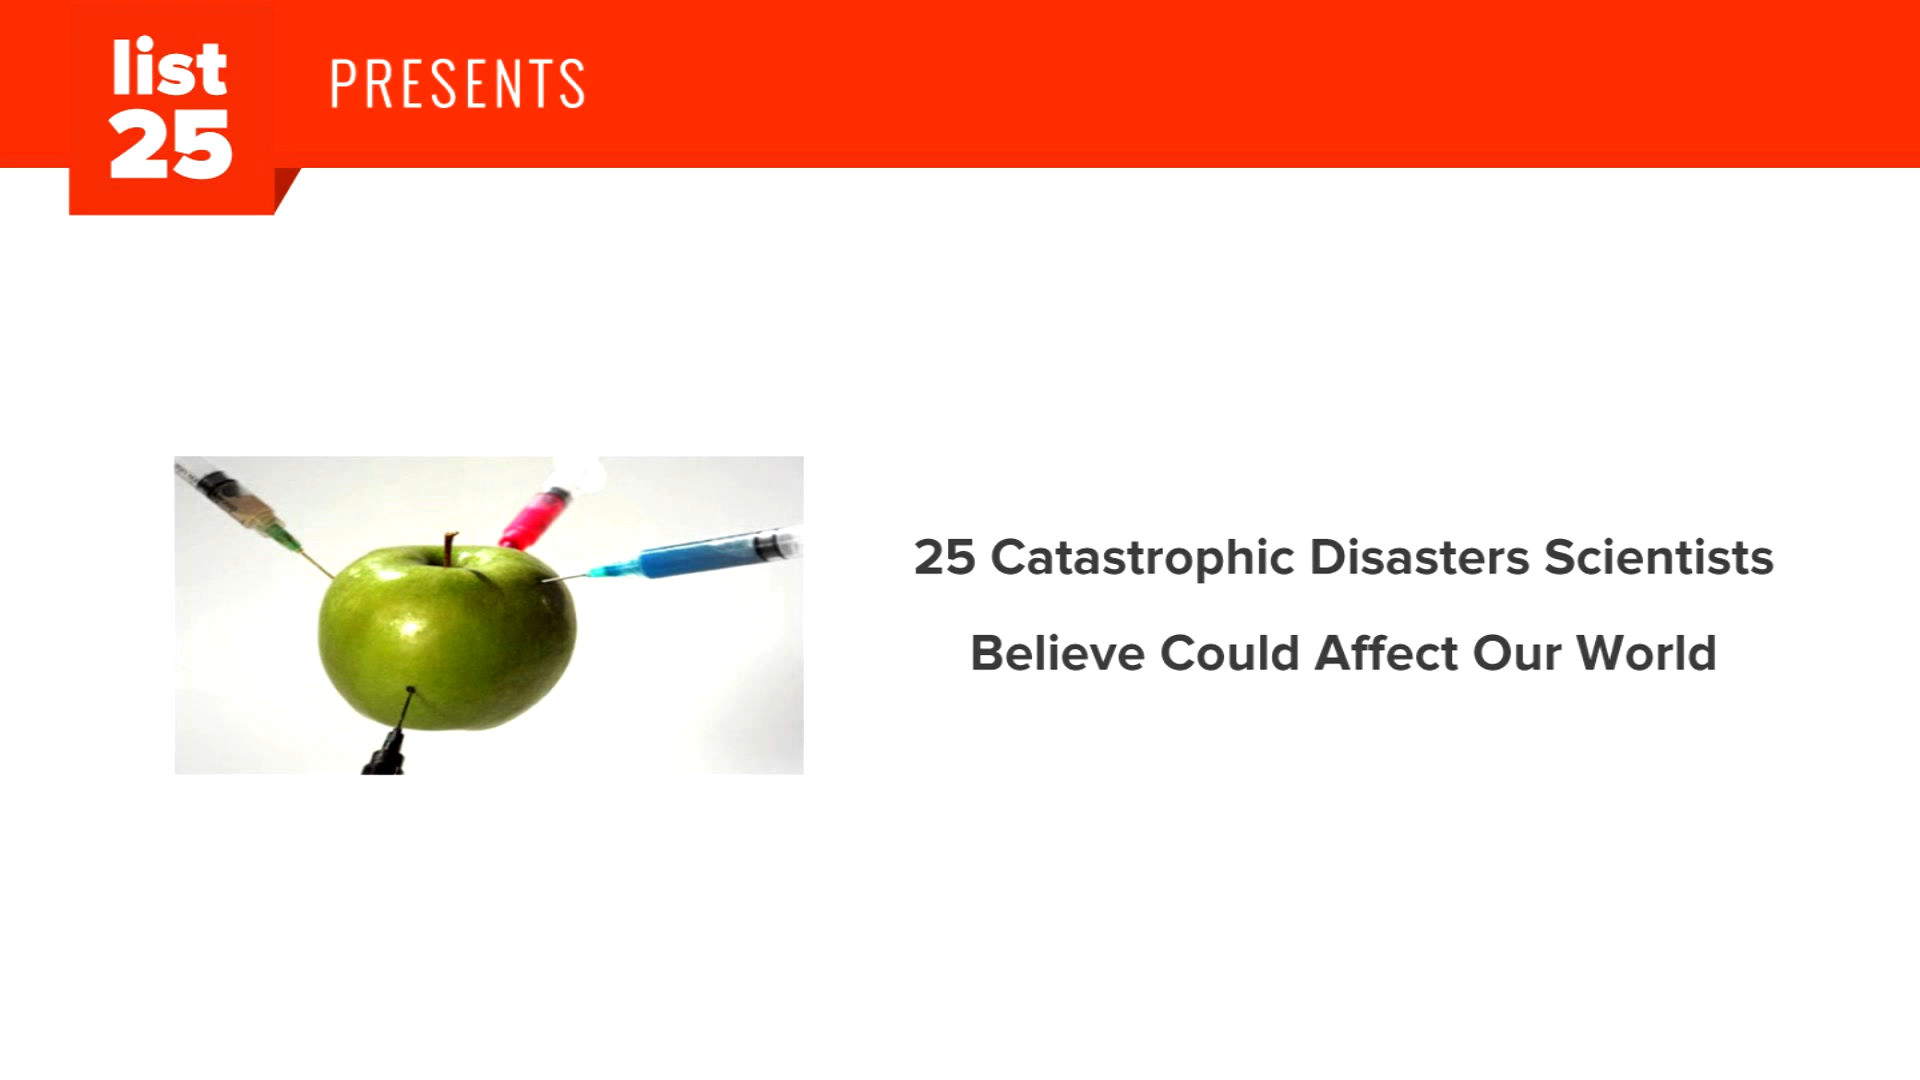 list
25
PRESENTS
25 Catastrophic Disasters Scientists
Believe Could Affect Our World